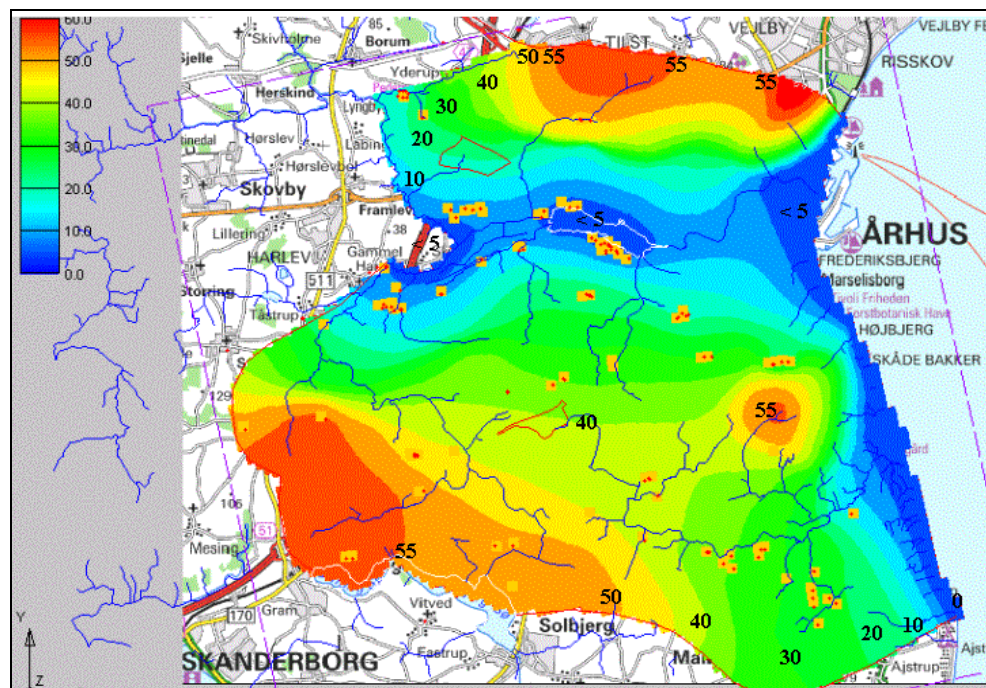 60.0
50.0
40.0
30.0
20.0
10.0
0.0
85
Skivholme
Borum
TILST
VEJLBY
VEJLBY FE
RISSKOV
Yderup
Herskind
Lyngby
Hørslev
Labing
Hørslevbol
Skovby
Framlev
Lillering
38
HARLEV
Gammel
511
Tåstrup
129
106
Mesing
51
170
Gram
Vitved
Solbjerg
Fastrup
SKANDERBORG
Ajstrup
ÅRHUS
FREDERIKSBJERG
Marselisborg
Tivoli Friheden
Forstbotanisk Have
HØJBJERG
SKÅDE BAKKER
50
55
55
55
40
30
20
10
< 5
< 5
< 5
55
40
55
50
40
30
20
10
0
Y
Z